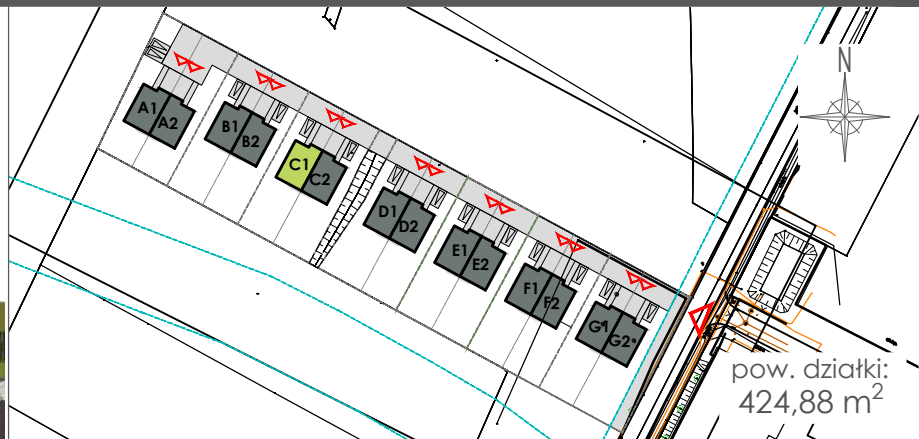 N
A1
A2
B1
B2
C1
C2
D1
D2
E1
E2
F1
F2
G1
G2
pow. działki:
424,88 m²